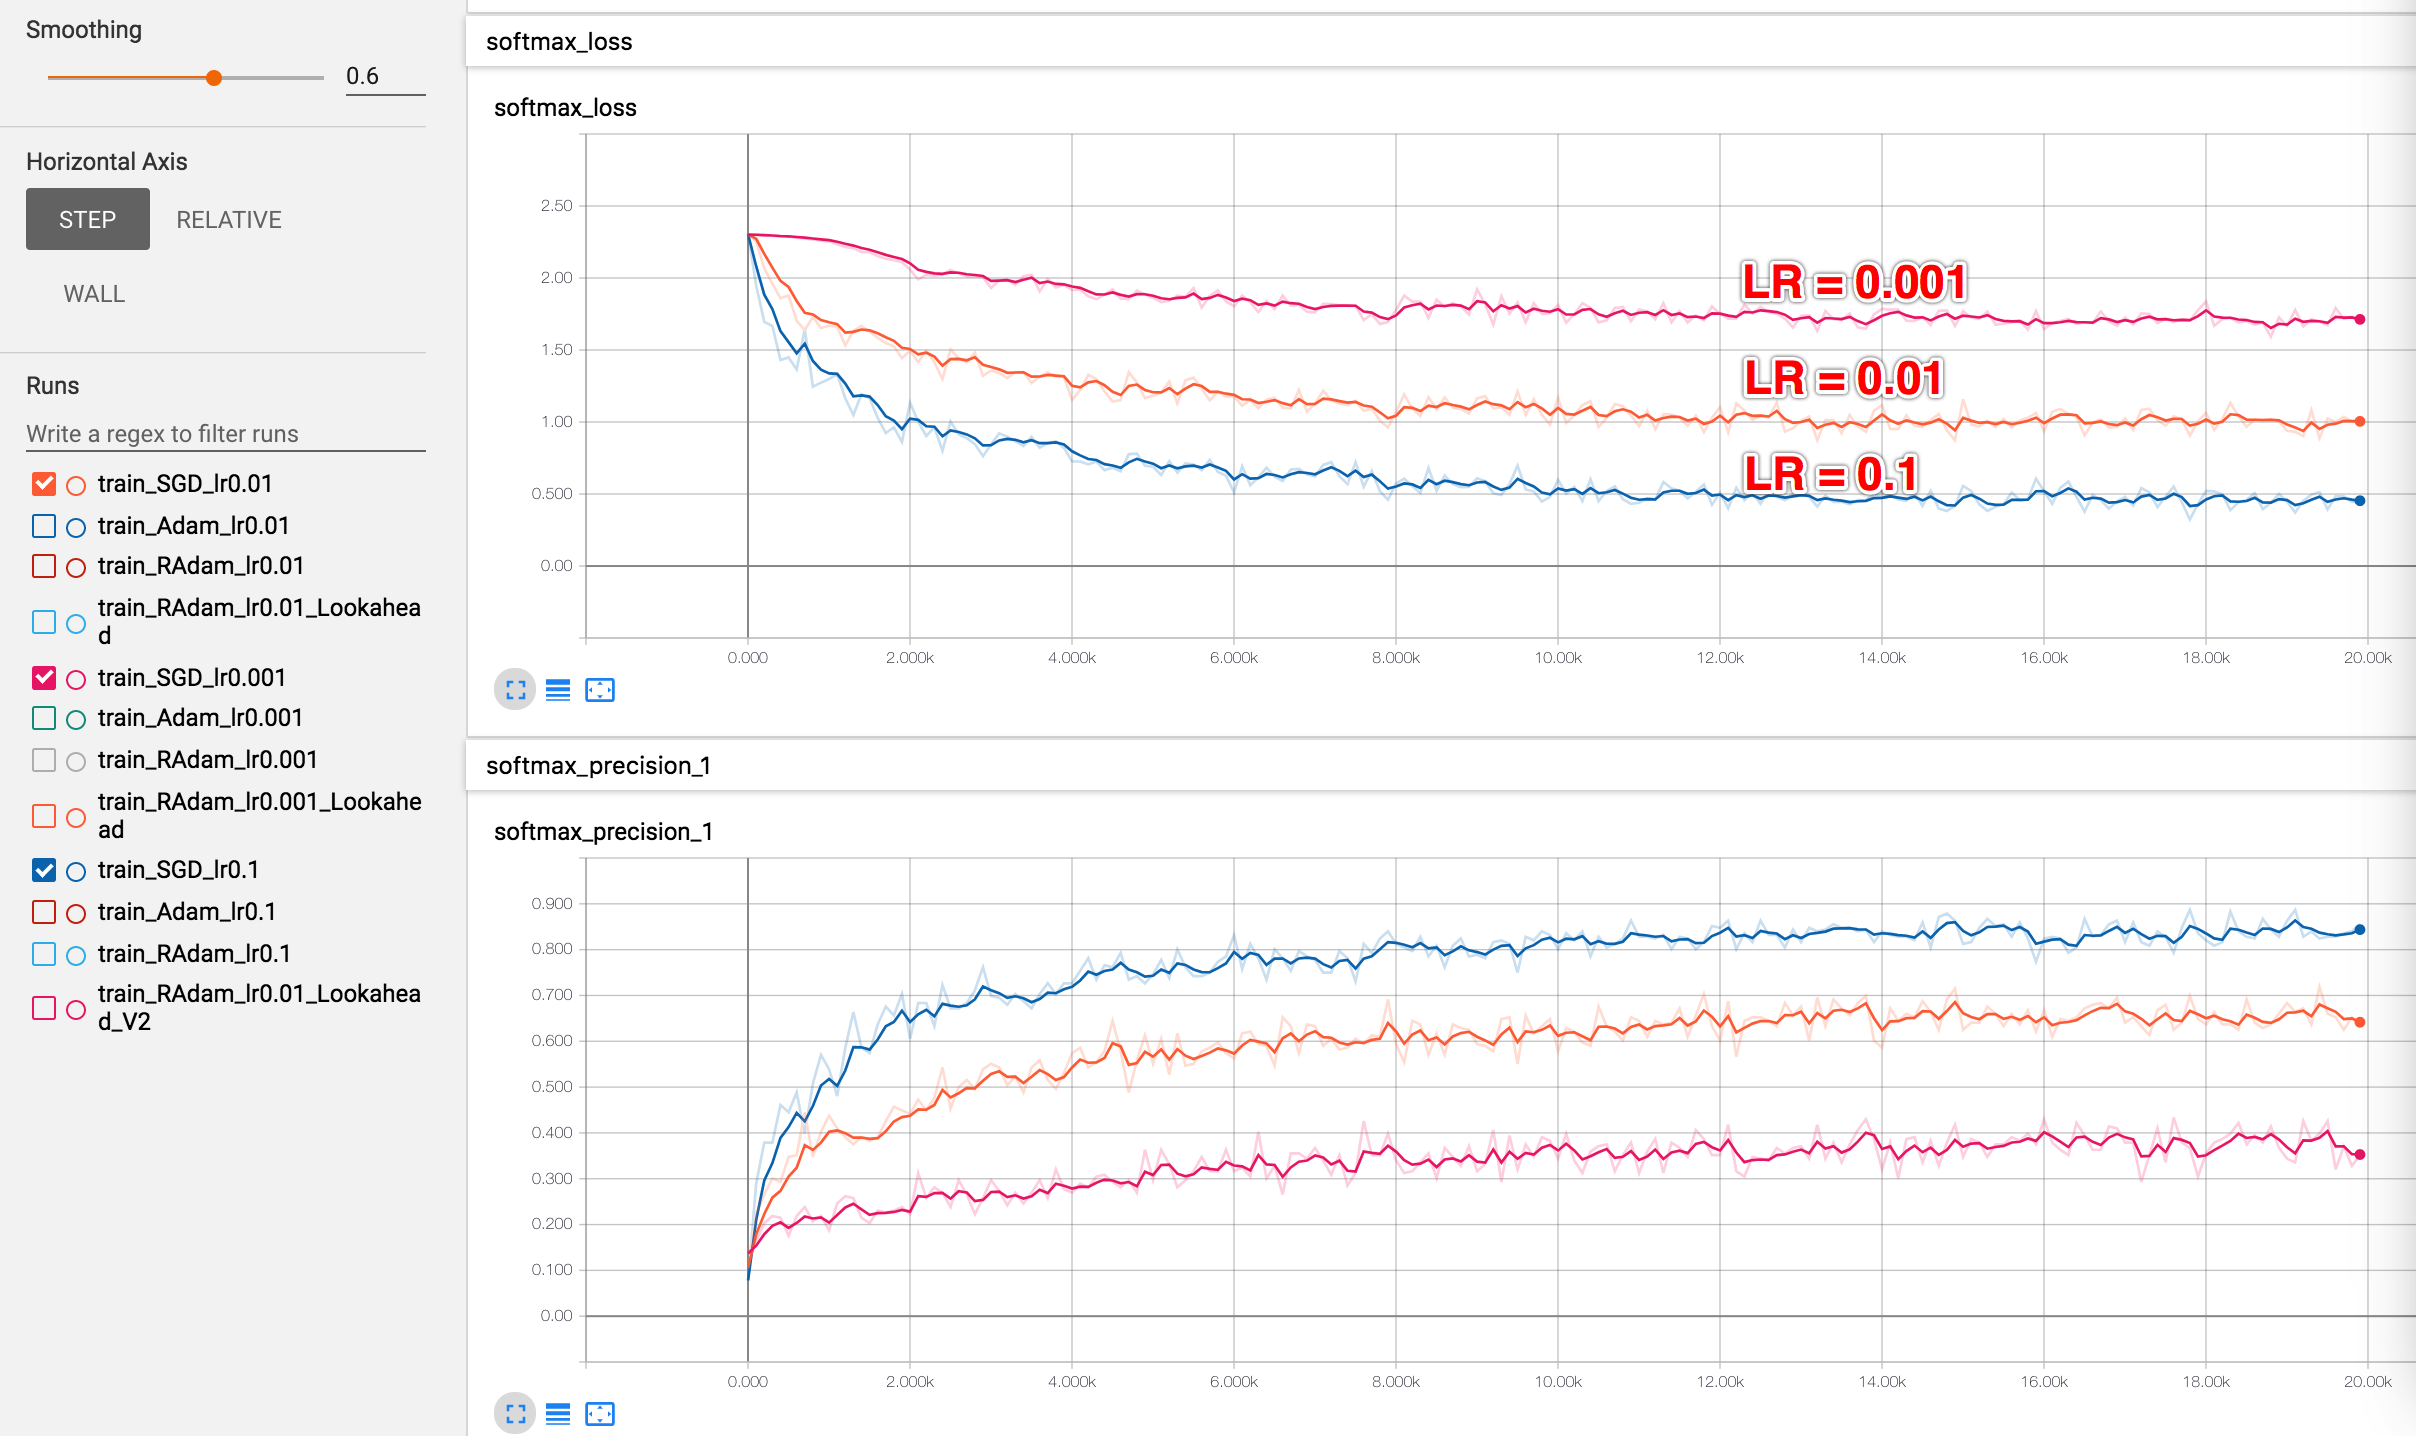 Smoothing
0.6
Horizontal Axis
STEP RELATIVE
WALL
Runs
Write a regex to filter runs
train_SGD_lr0.01
train_Adam_lr0.01
train_RAdam_lr0.01
train_RAdam_lr0.01_Lookahea
d
train_SGD_lr0.001
train_Adam_lr0.001
train_RAdam_lr0.001
train_RAdam_lr0.001_Lookahe
ad
train_SGD_lr0.1
train_Adam_lr0.1
train_RAdam_lr0.1
train_RAdam_lr0.01_Lookahea
d_V2
softmax_loss
softmax_loss
2.50
2.00
1.50
1.00
0.500
0.00
LR = 0.001
LR = 0.01
LR = 0.1
0.000 2.000k 4.000k 6.000k 8.000k 10.00k 12.00k 14.00k 16.00k 18.00k 20.00k
softmax_precision_1
softmax_precision_1
0.900
0.800
0.700
0.600
0.500
0.400
0.300
0.200
0.100
0.00
0.000 2.000k 4.000k 6.000k 8.000k 10.00k 12.00k 14.00k 16.00k 18.00k 20.00k